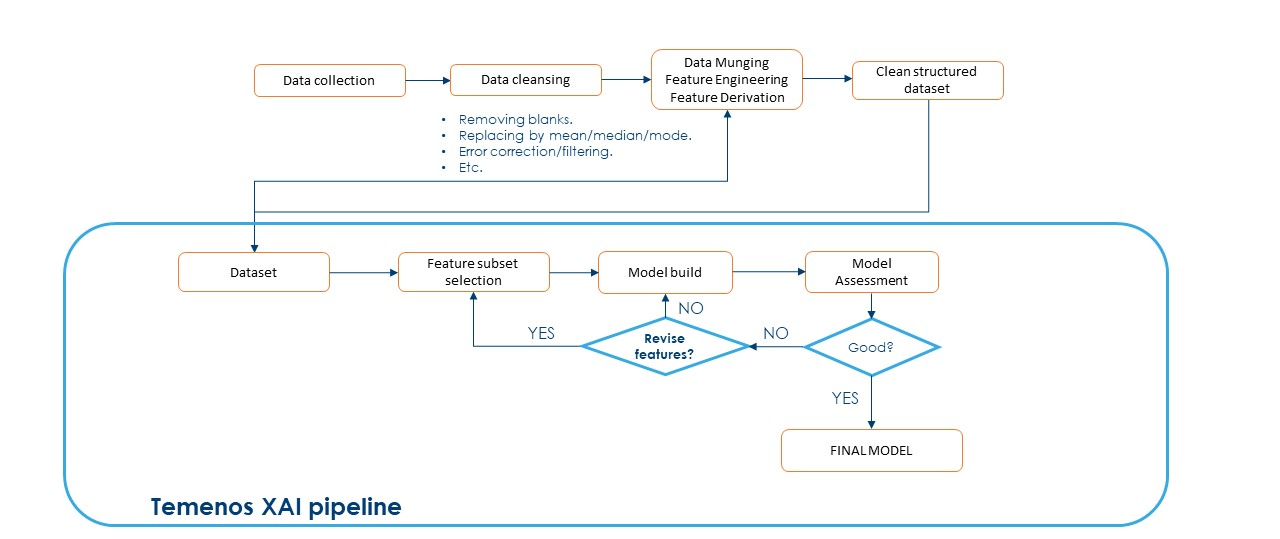 Data collection
Data cleansing
Data Munging
Feature Engineering
Feature Derivation
Clean structured
dataset
• Removing blanks.
• Replacing by mean/median/mode.
• Error correction/filtering.
• Etc.
Dataset
Feature subset
selection
Model build
Model
Assessment
NO
YES
Revise
features?
NO
Good?
YES
FINAL MODEL
Temenos XAI pipeline